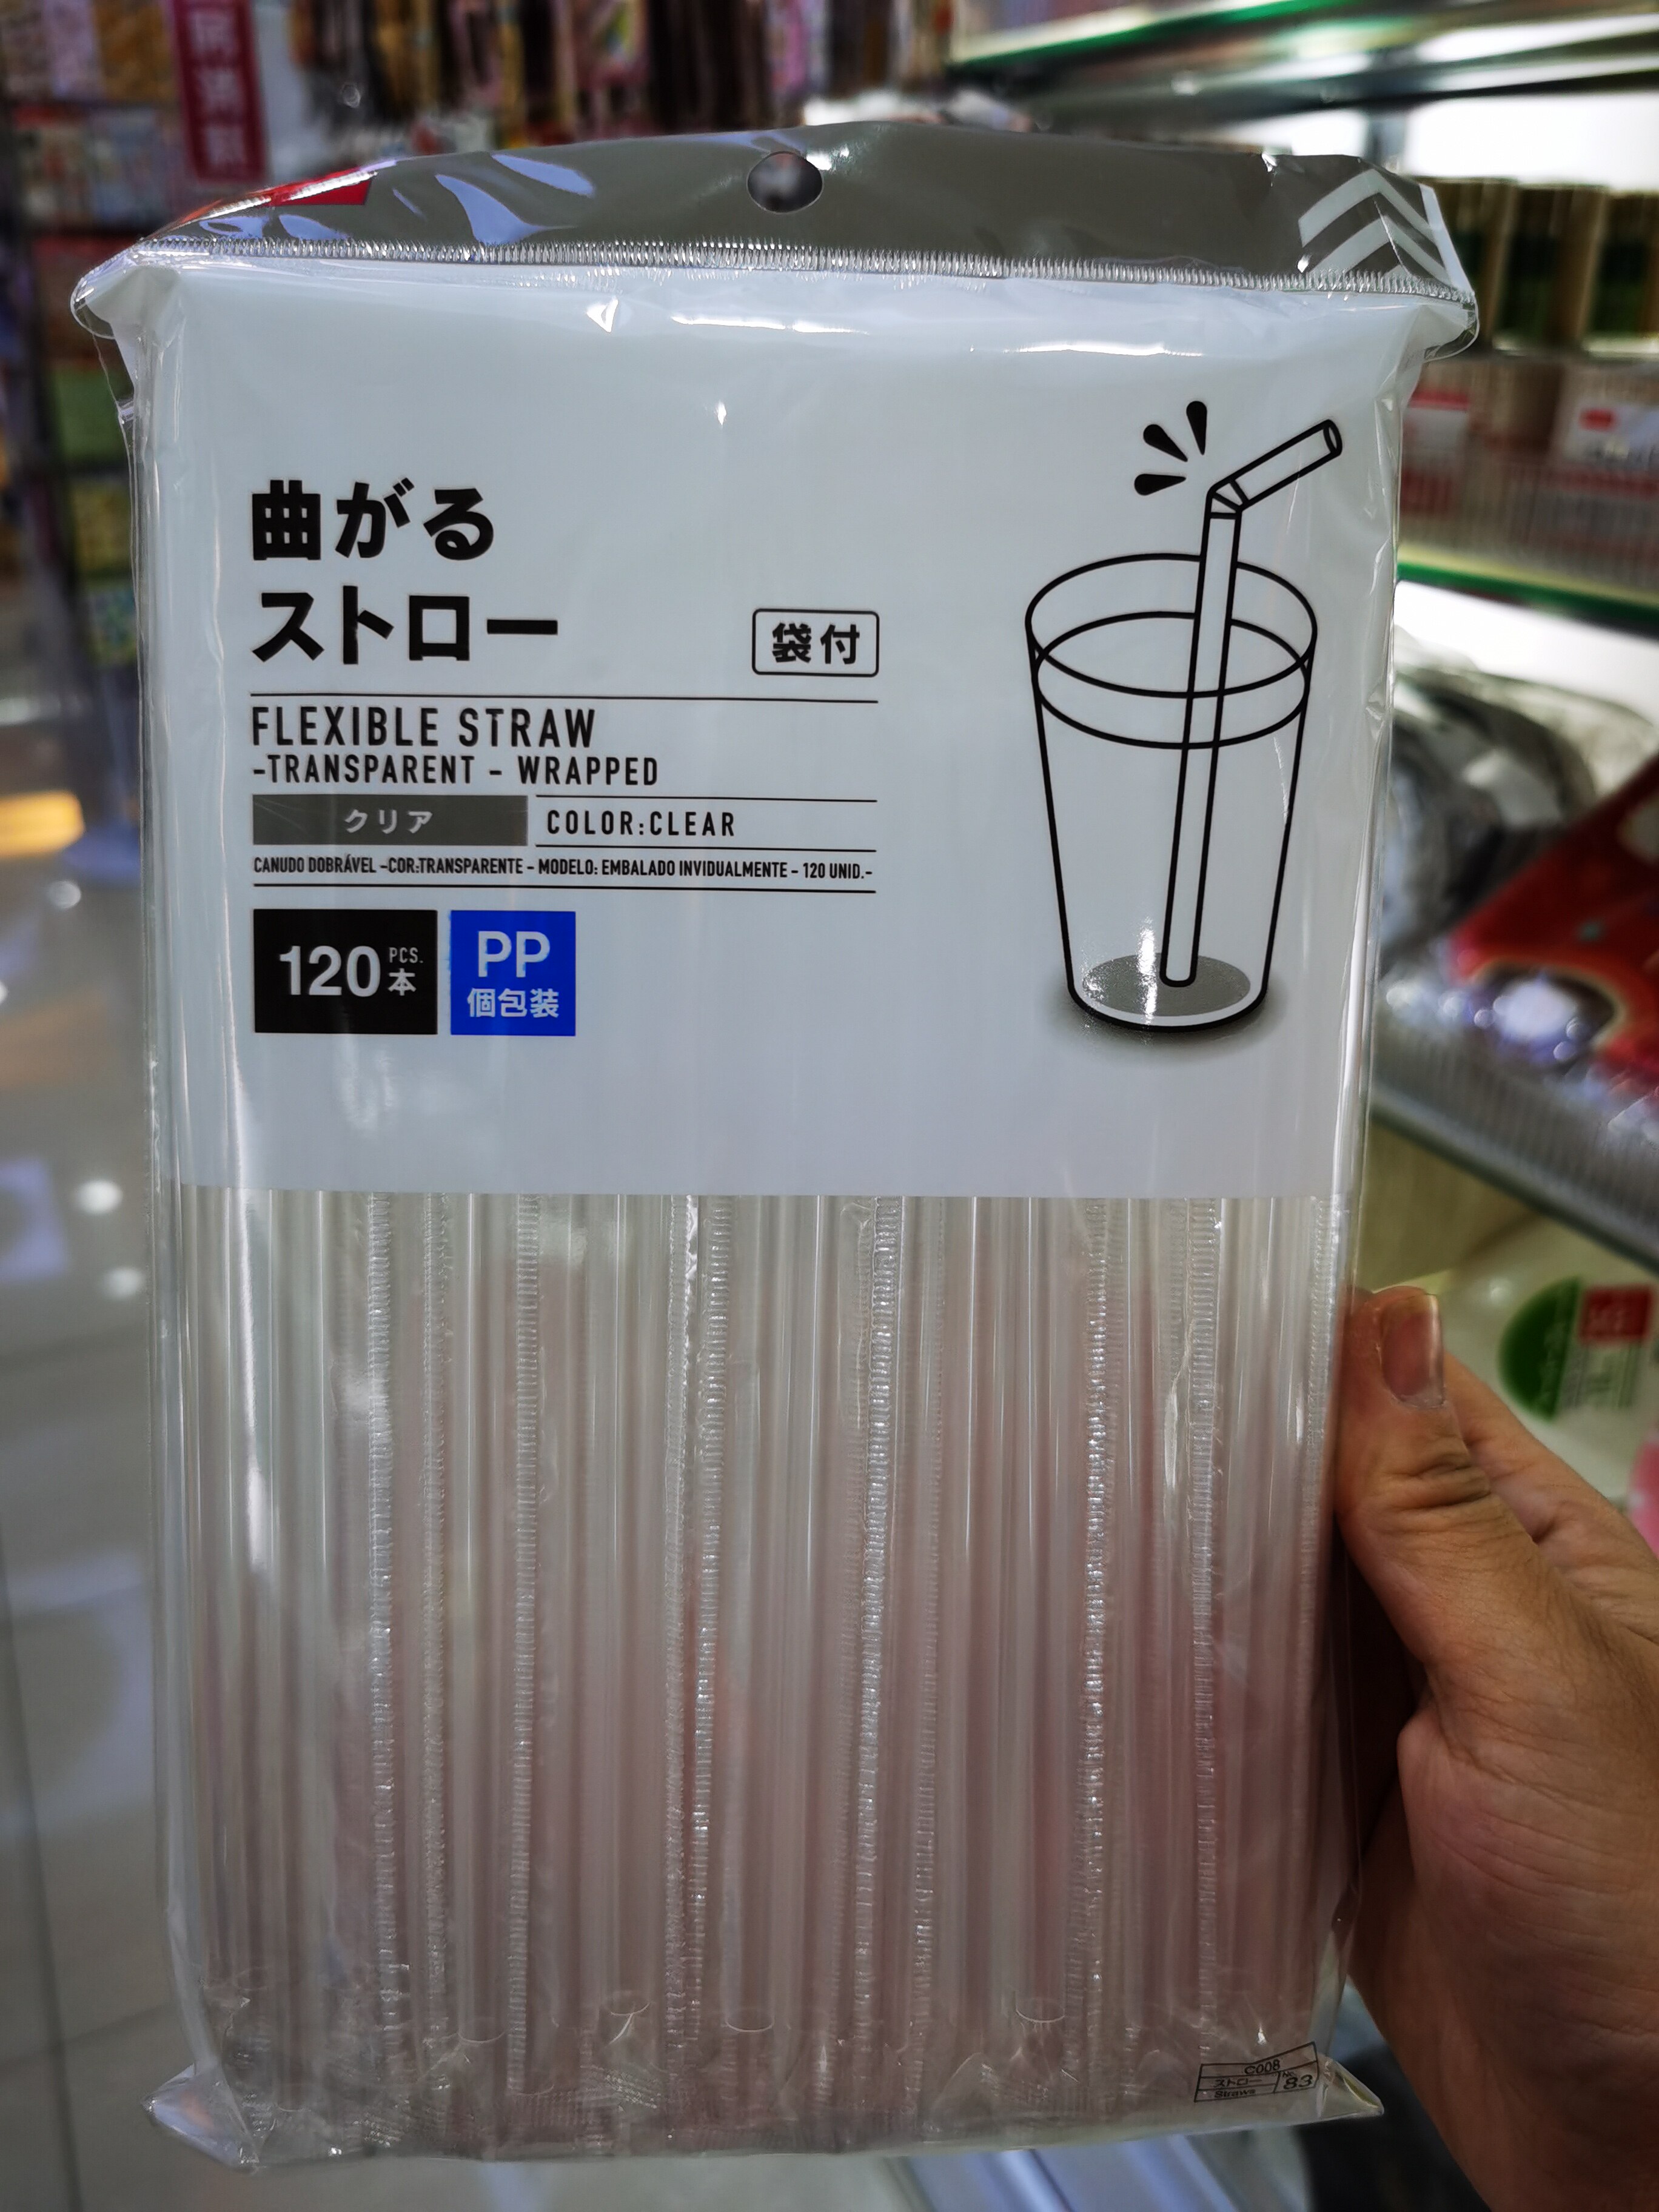 曲がる
ストロー
袋付
FLEXIBLE STRAW
-TRANSPARENT - WRAPPED
クリア
COLOR:CLEAR
CANUDO DOBRÁVEL -COR:TRANSPARENTE - MODELO: EMBALADO INVIDUALMENTE - 120 UNID.-
120 PCS. 本
PP
個包装
C008
ストロー
Straws
No. 83